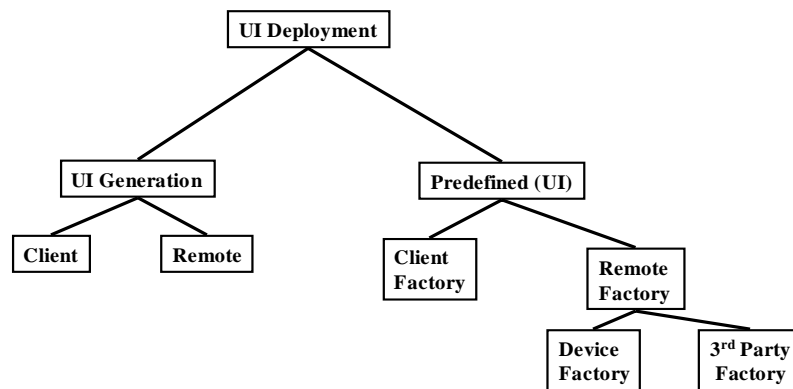 UI Deployment
UI Generation
Predefined (UI)
Client
Remote
Client
Factory
Remote
Factory
Device
Factory
3rd Party
Factory